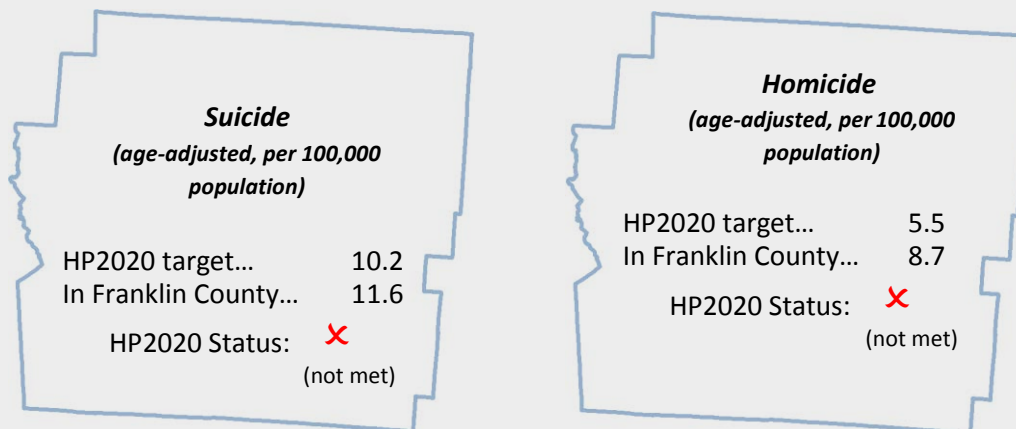 Suicide
(age-adjusted, per 100,000
population)
HP2020 target... 10.2
In Franklin County... 11.6
HP2020 Status: ✗
(not met)
Homicide
(age-adjusted, per 100,000
population)
HP2020 target... 5.5
In Franklin County... 8.7
HP2020 Status: ✗
(not met)